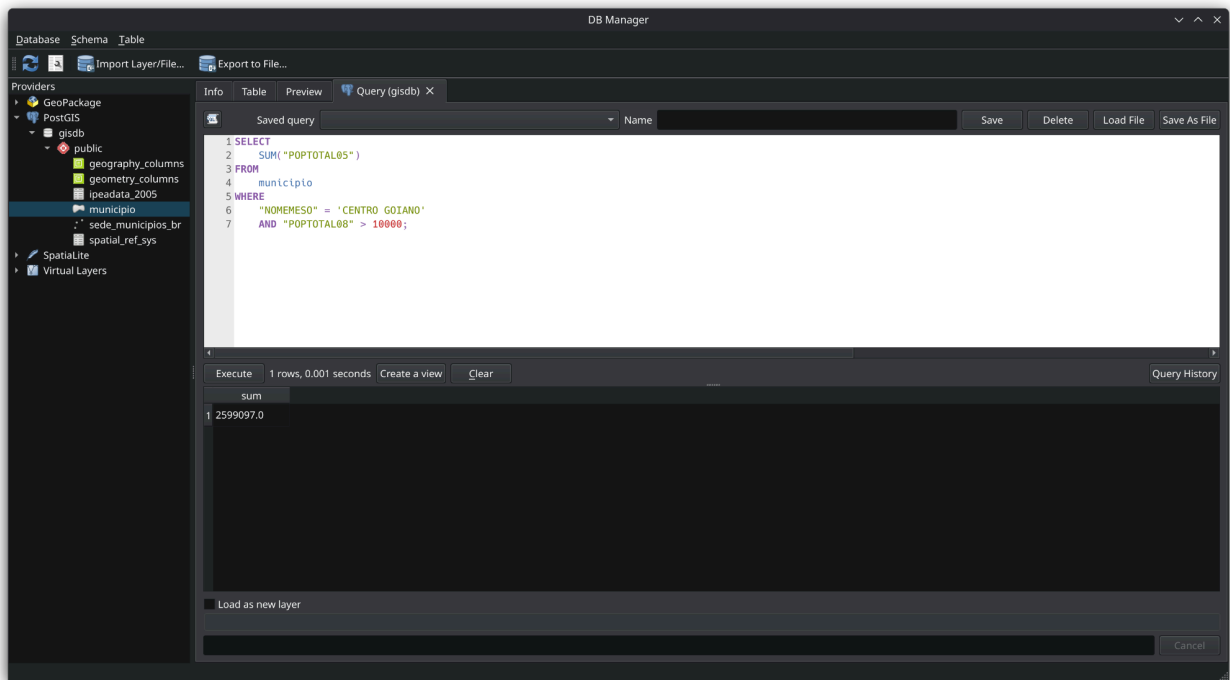 DB Manager
Database Schema Table
Import Layer/File... Export to File...
Providers
GeoPackage
PostGIS
gisdb
public
geography_columns
geometry_columns
ipeadata_2005
municipio
sede_municipios_br
spatial_ref_sys
SpatiaLite
Virtual Layers
Info Table Preview Query (gisdb)
Saved query Name Save Delete Load File Save As File
1 SELECT
2 SUM("POPTOTAL05")
3 FROM
4 municipio
5 WHERE
6 "NOMEMESO" = 'CENTRO GOIANO'
7 AND "POPTOTAL08" > 10000;
Execute 1 rows, 0.001 seconds Create a view Clear Query History
sum
1 2599097.0
Load as new layer
Cancel